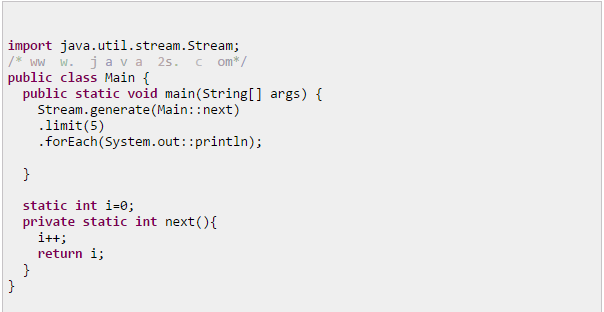 import java.util.stream.Stream;
/* ww  w.  j a v a  2s.  c  om*/
public class Main {
  public static void main(String[] args) {
    Stream.generate(Main::next)
    .limit(5)
    .forEach(System.out::println);
  }
  static int i=0;
  private static int next(){
    i++;
    return i;
  }
}